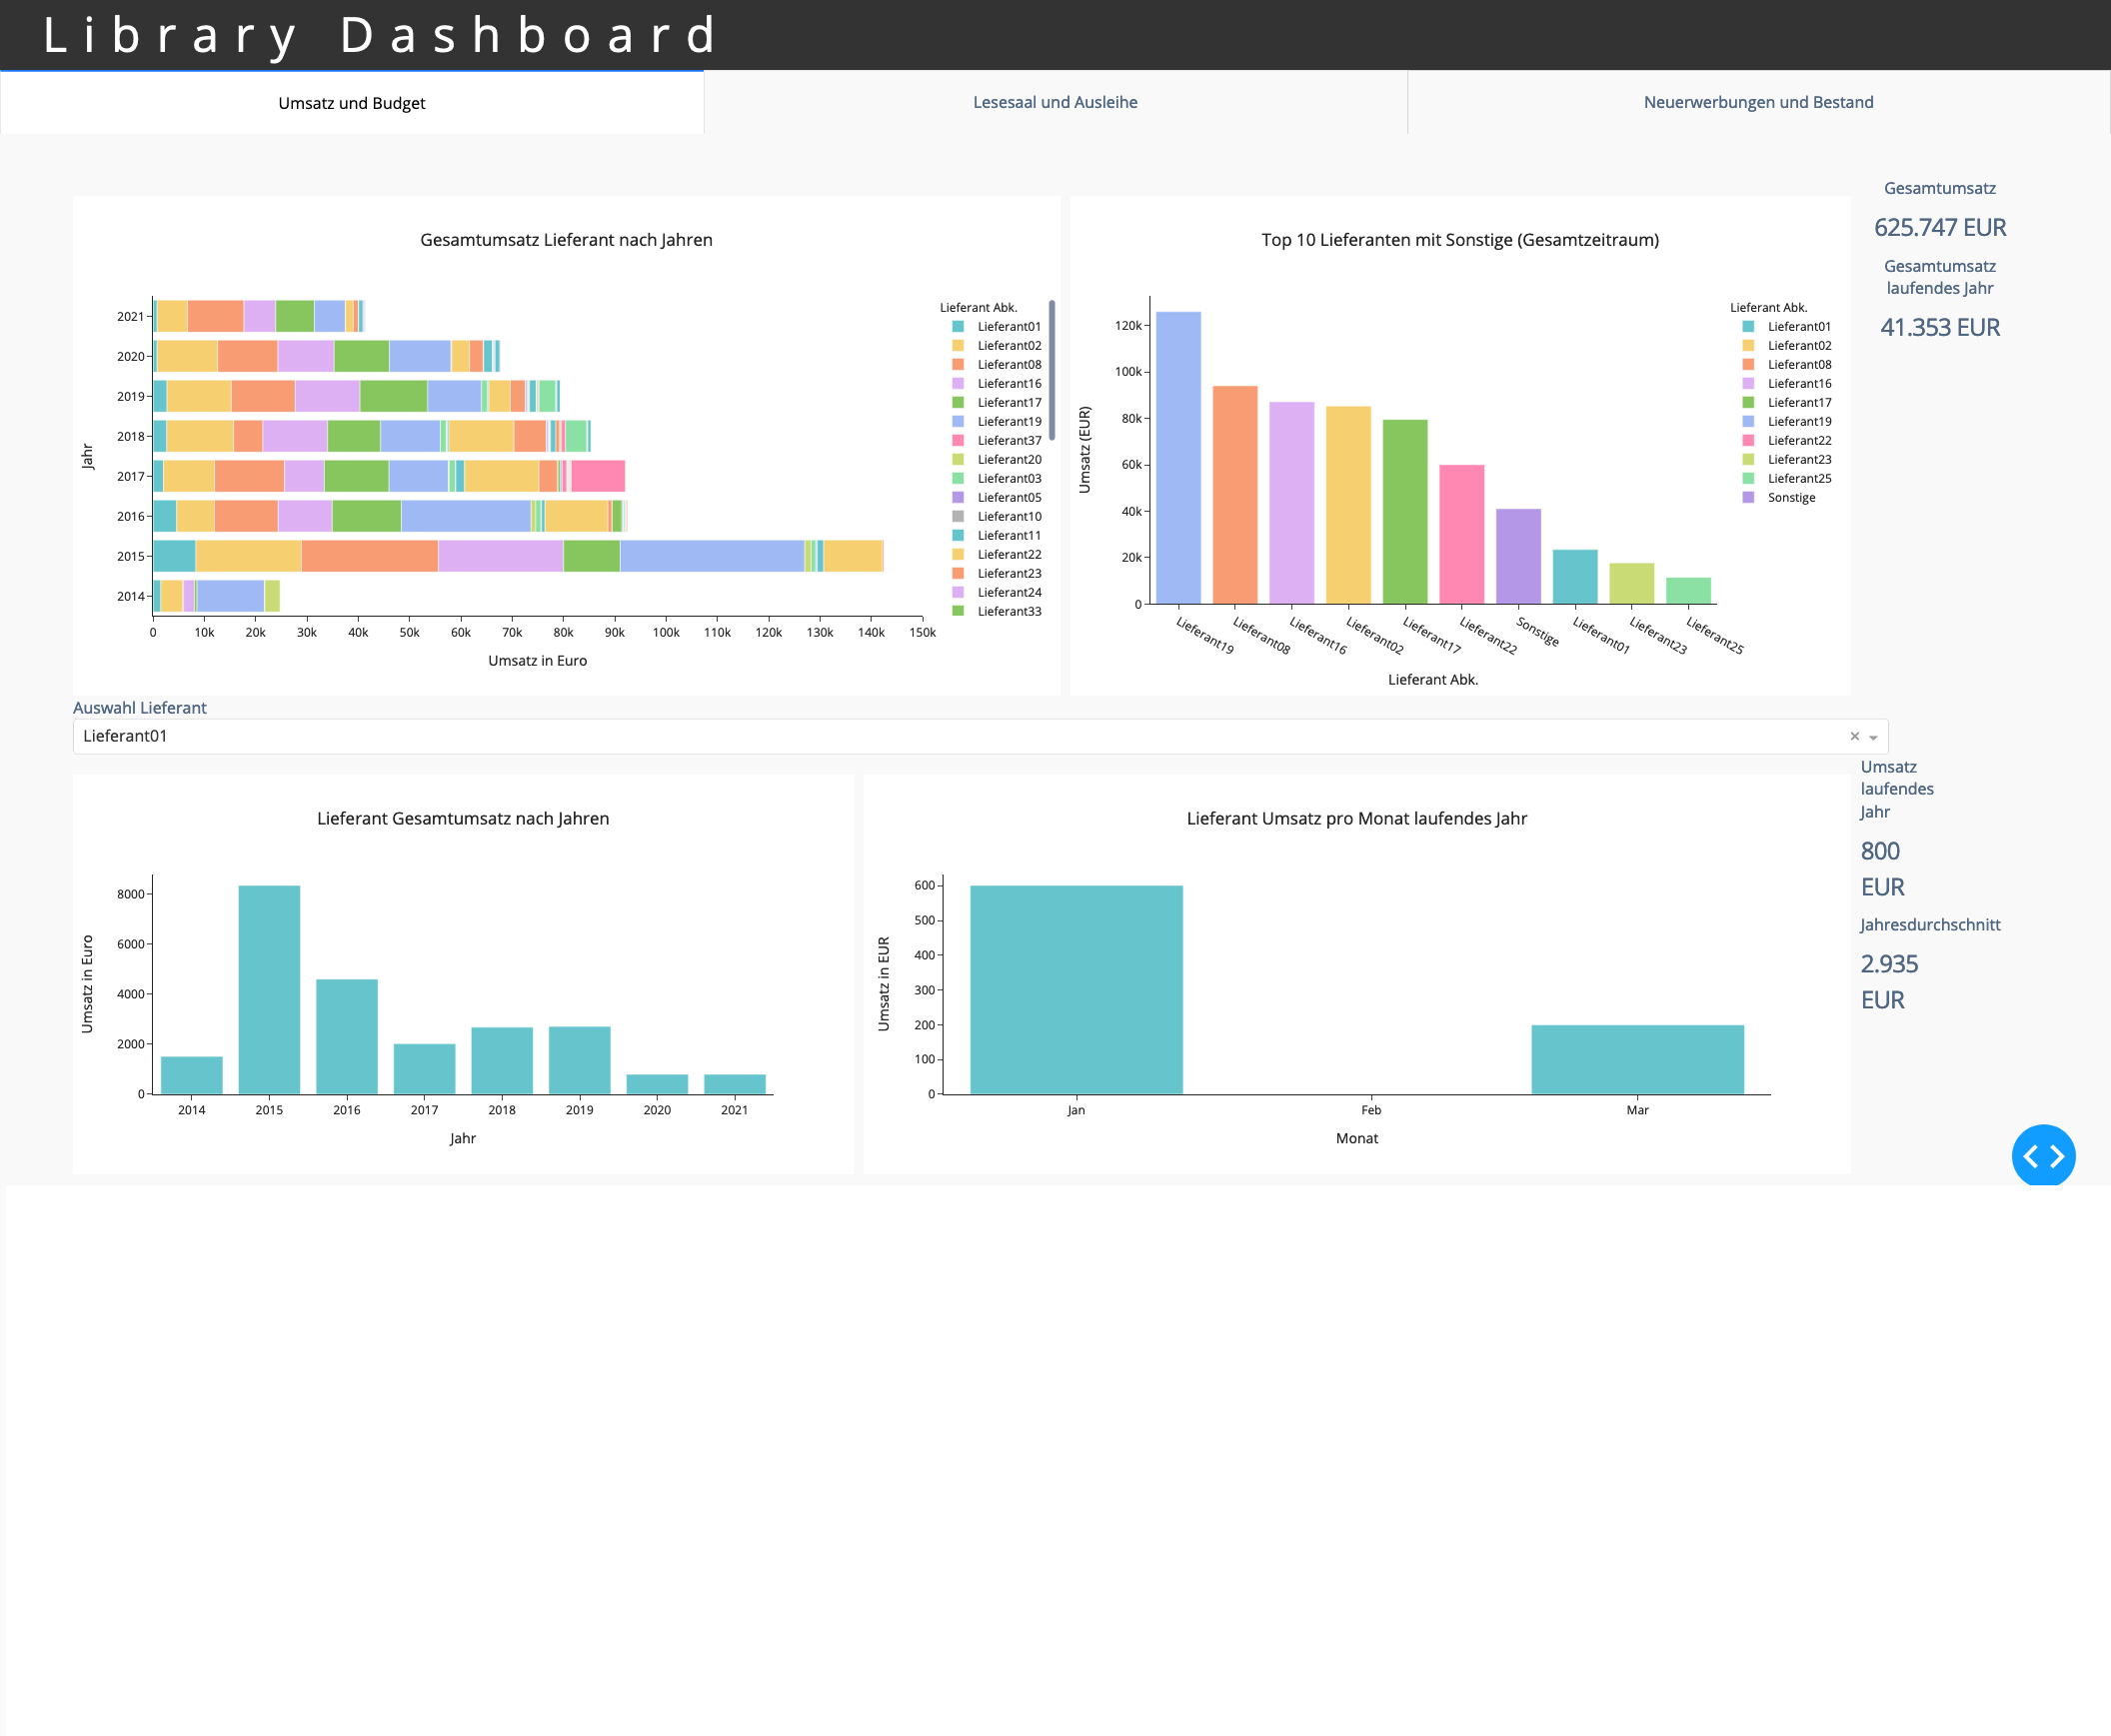 Library Dashboard
Umsatz und Budget
Lesesaal und Ausleihe
Neuerwerbungen und Bestand
Gesamtumsatz Lieferant nach Jahren
Jahr
2021
2020
2019
2018
2017
2016
2015
2014
0 10k 20k 30k 40k 50k 60k 70k 80k 90k 100k 110k 120k 130k 140k 150k
Umsatz in Euro
Lieferant Abk.
Lieferant01
Lieferant02
Lieferant08
Lieferant16
Lieferant17
Lieferant19
Lieferant37
Lieferant20
Lieferant03
Lieferant05
Lieferant10
Lieferant11
Lieferant22
Lieferant23
Lieferant24
Lieferant33
Top 10 Lieferanten mit Sonstige (Gesamtzeitraum)
Umsatz (EUR)
120k
100k
80k
60k
40k
20k
0
Lieferant19 Lieferant08 Lieferant16 Lieferant02 Lieferant17 Lieferant22 Sonstige Lieferant01 Lieferant23 Lieferant25
Lieferant Abk.
Lieferant Abk.
Lieferant01
Lieferant02
Lieferant08
Lieferant16
Lieferant17
Lieferant19
Lieferant22
Lieferant23
Lieferant25
Sonstige
Gesamtumsatz
625.747 EUR
Gesamtumsatz
laufendes Jahr
41.353 EUR
Auswahl Lieferant
Lieferant01
Lieferant Gesamtumsatz nach Jahren
Umsatz in Euro
8000
6000
4000
2000
0
2014 2015 2016 2017 2018 2019 2020 2021
Jahr
Lieferant Umsatz pro Monat laufendes Jahr
Umsatz in EUR
600
500
400
300
200
100
0
Jan Feb Mar
Monat
Umsatz
laufendes
Jahr
800
EUR
Jahresdurchschnitt
2.935
EUR